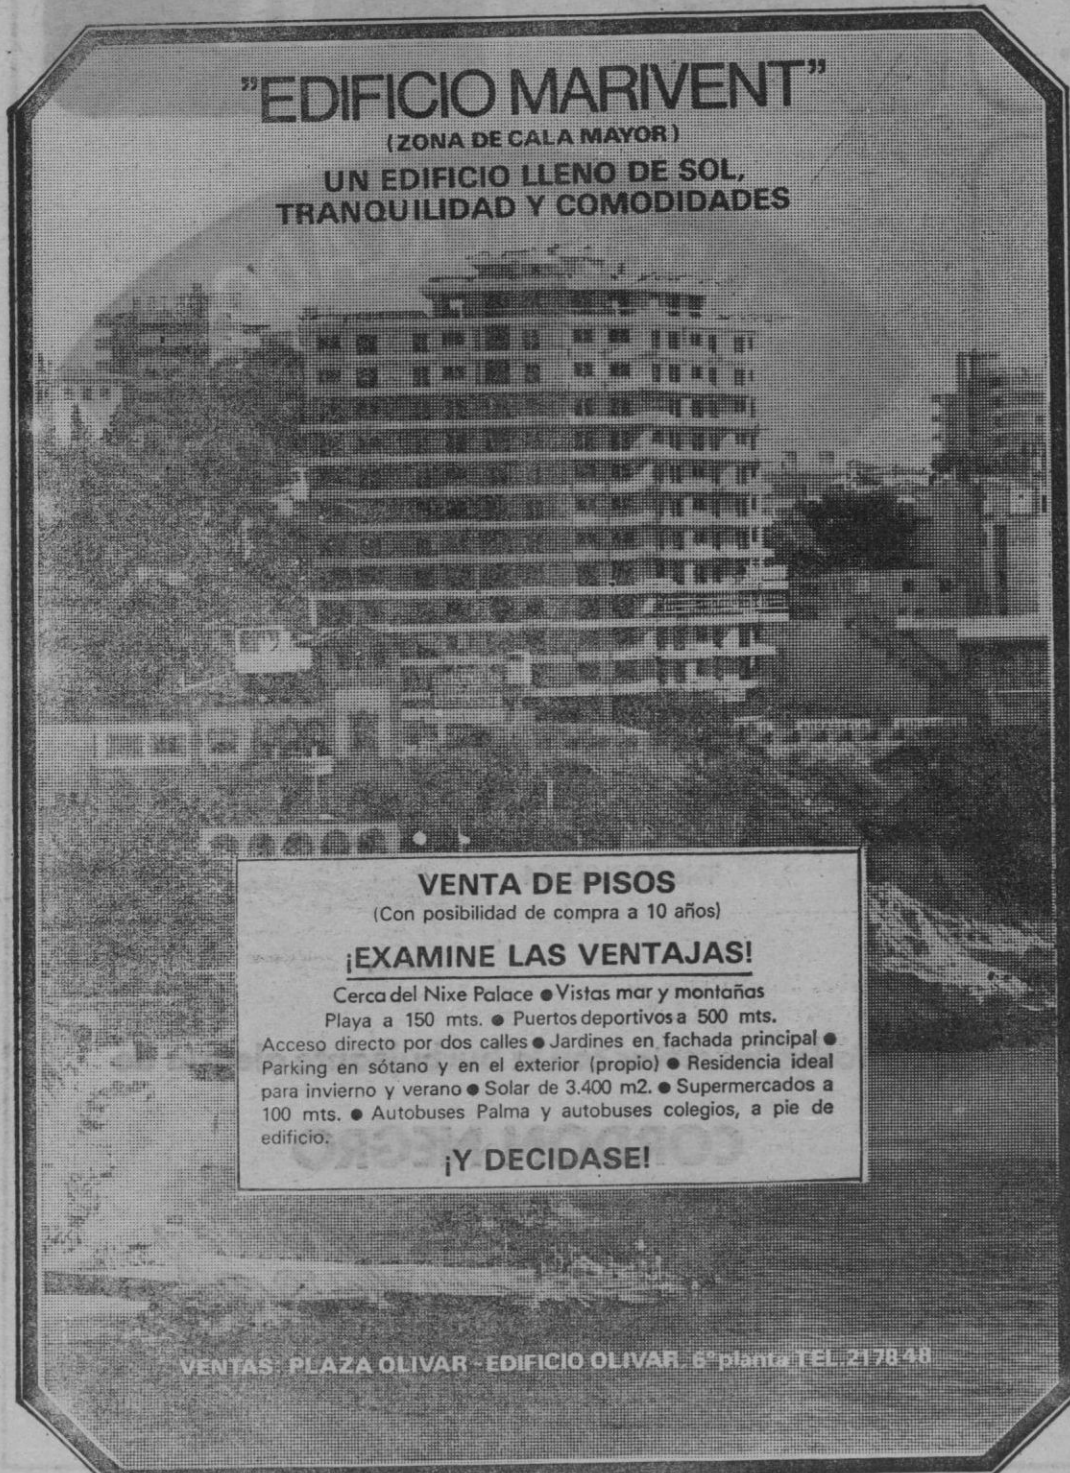 "EDIFICIO MARIVENT"
(ZONA DE CALA MAYOR)
UN EDIFICIO LLENO DE SOL,
TRANQUILIDAD Y COMODIDADES
VENTA DE PISOS
(Con posibilidad de compra a 10 años)
¡EXAMINE LAS VENTAJAS!
Cerca del Nixe Palace ● Vistas mar y montañas
Playa a 150 mts. ● Puertos deportivos a 500 mts.
Acceso directo por dos calles ● Jardines en fachada principal ●
Parking en sótano y en el exterior (propio) ● Residencia ideal
para invierno y verano ● Solar de 3.400 m2. ● Supermercados a
100 mts. ● Autobuses Palma y autobuses colegios, a pie de
edificio.
¡Y DECIDASE!
VENTAS: PLAZA OLIVAR - EDIFICIO OLIVAR. 6º planta TEL. 21 78 48